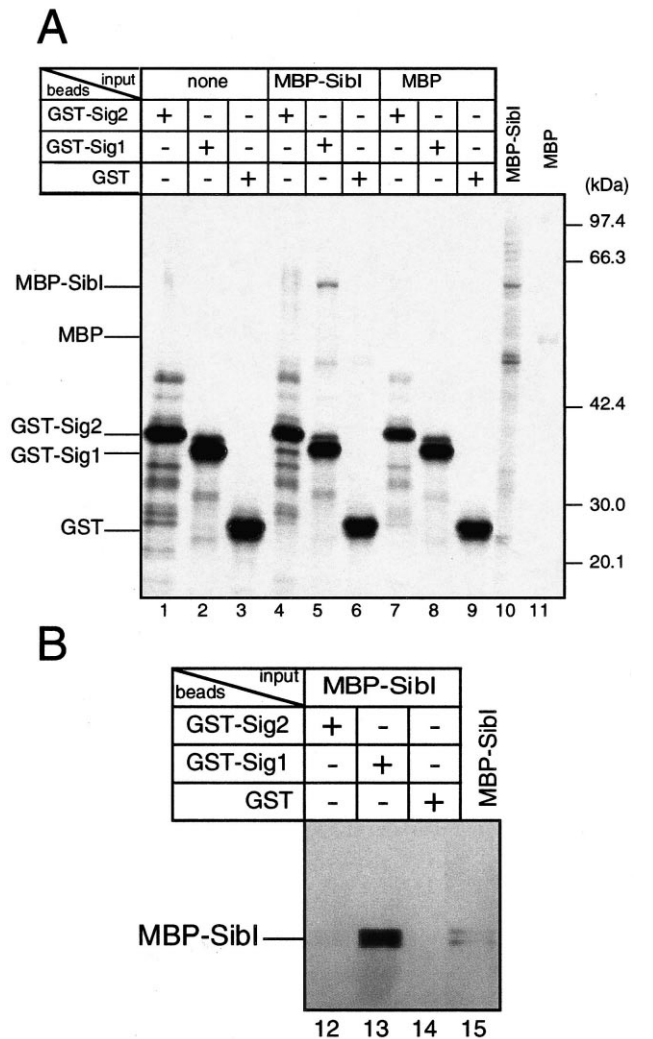 A
input none MBP-SibI MBP
beads
GST-Sig2 + - - + - - + - - MBP-SibI MBP
GST-Sig1 - + - - + - - + -
GST - - + - - + - - +
(kDa)
97.4
66.3
MBP-SibI
MBP
42.4
GST-Sig2
GST-Sig1
30.0
GST
20.1
1 2 3 4 5 6 7 8 9 10 11
B
input MBP-SibI
beads
GST-Sig2 + - - MBP-SibI
GST-Sig1 - + -
GST - - +
MBP-SibI
12 13 14 15